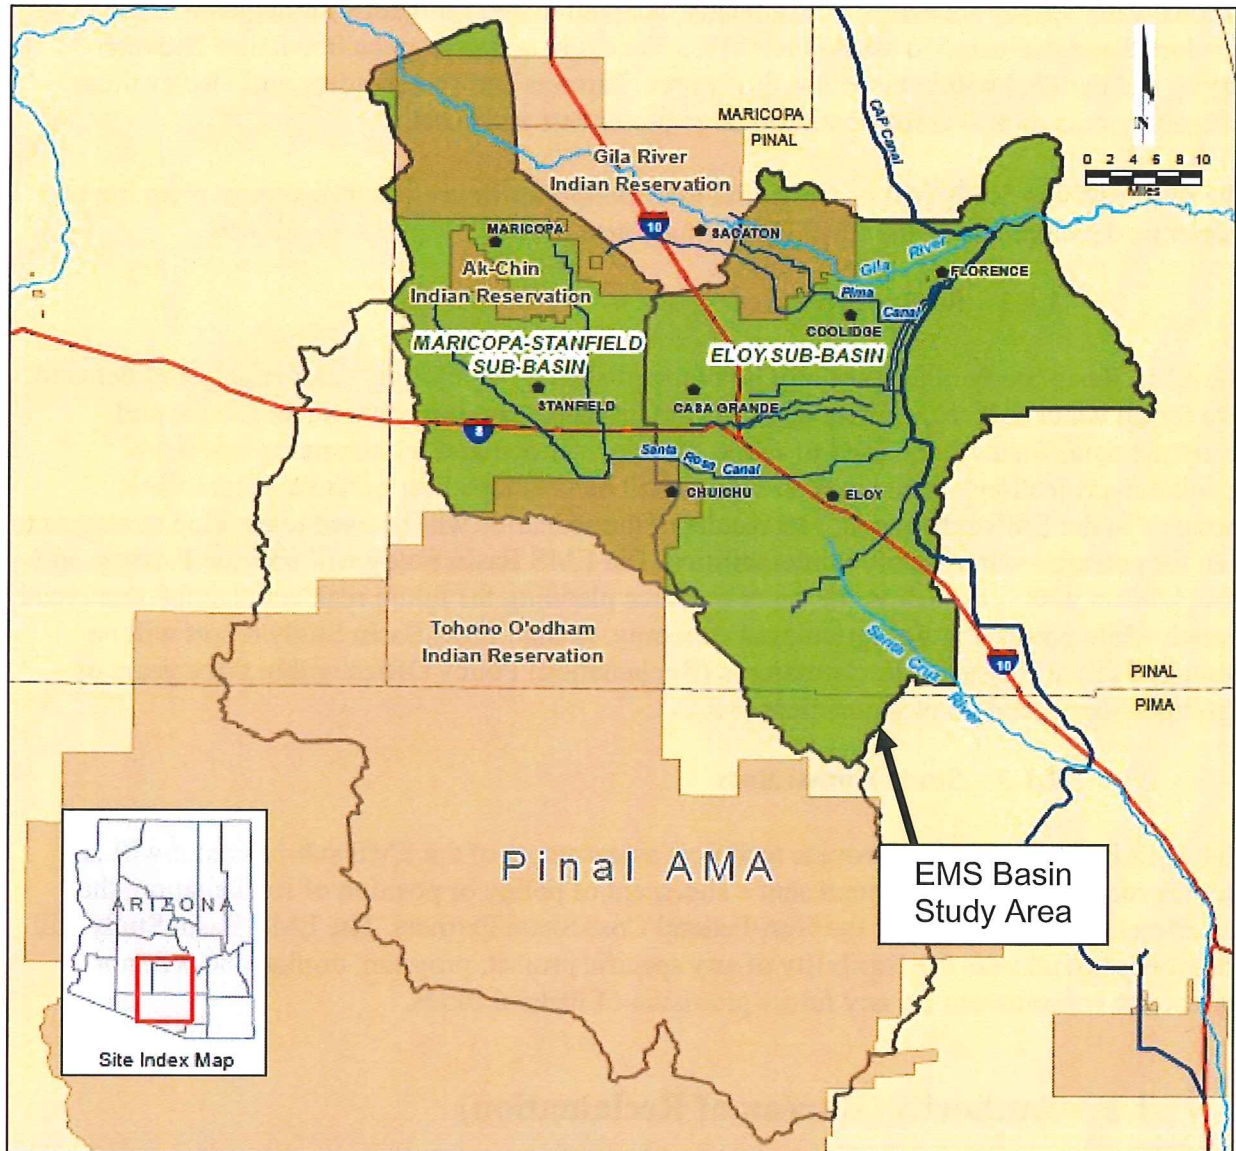 MARICOPA
PINAL
CAP Canal
N
0 2 4 6 8 10
Miles
Gila River
Indian Reservation
10
SACATON
MARICOPA
Gila River
FLORENCE
Ak-Chin
Indian Reservation
Pima Canal
COOLIDGE
MARICOPA-STANFIELD
SUB-BASIN
ELOY SUB-BASIN
STANFIELD
CASA GRANDE
8
Santa Rosa Canal
CHUICHU
ELOY
Tohono O'odham
Indian Reservation
Santa Cruz River
10
PINAL
PIMA
Pinal AMA
EMS Basin
Study Area
ARIZONA
Site Index Map